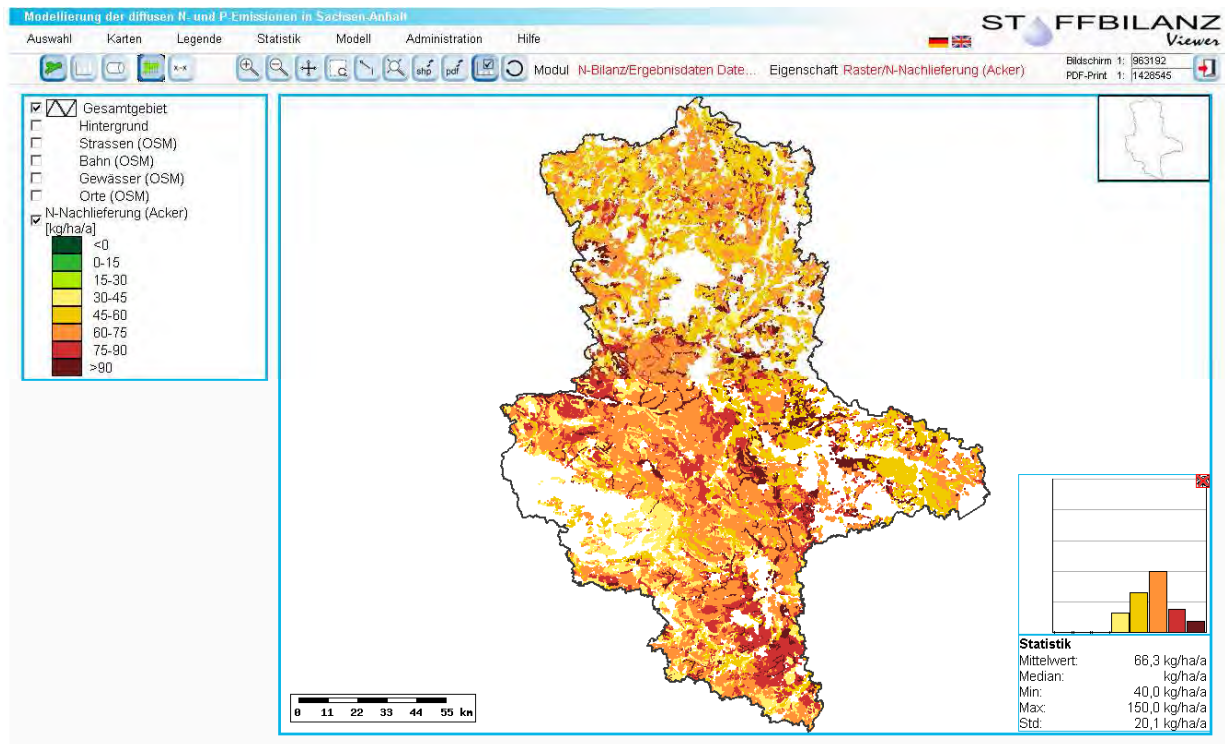 Modellierung der diffusen N- und P-Emissionen in Sachsen-Anhalt
STOFFBILANZ
Viewer
Auswahl Karten Legende Statistik Modell Administration Hilfe
x--x shp pdf Modul N-Bilanz/Ergebnisdaten Date... Eigenschaft Raster/N-Nachlieferung (Acker)
Bildschirm 1: 963192
PDF-Print 1: 1428545
Gesamtgebiet
Hintergrund
Strassen (OSM)
Bahn (OSM)
Gewässer (OSM)
Orte (OSM)
N-Nachlieferung (Acker)
[kg/ha/a]
<0
0-15
15-30
30-45
45-60
60-75
75-90
>90
0 11 22 33 44 55 km
Statistik
Mittelwert: 66,3 kg/ha/a
Median: kg/ha/a
Min: 40,0 kg/ha/a
Max: 150,0 kg/ha/a
Std: 20,1 kg/ha/a